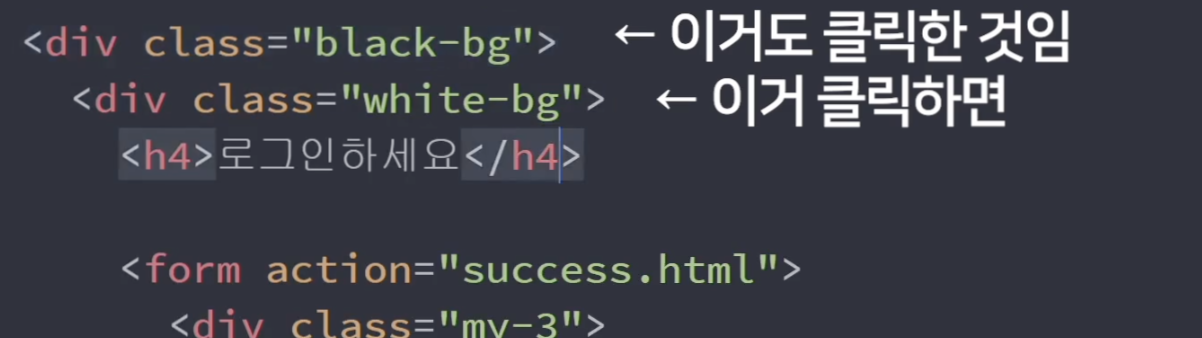 <div class="black-bg"> ← 이거도 클릭한 것임
<div class="white-bg"> ← 이거 클릭하면
<h4>로그인하세요</h4>
<form action="success.html">
<div class="my-3">